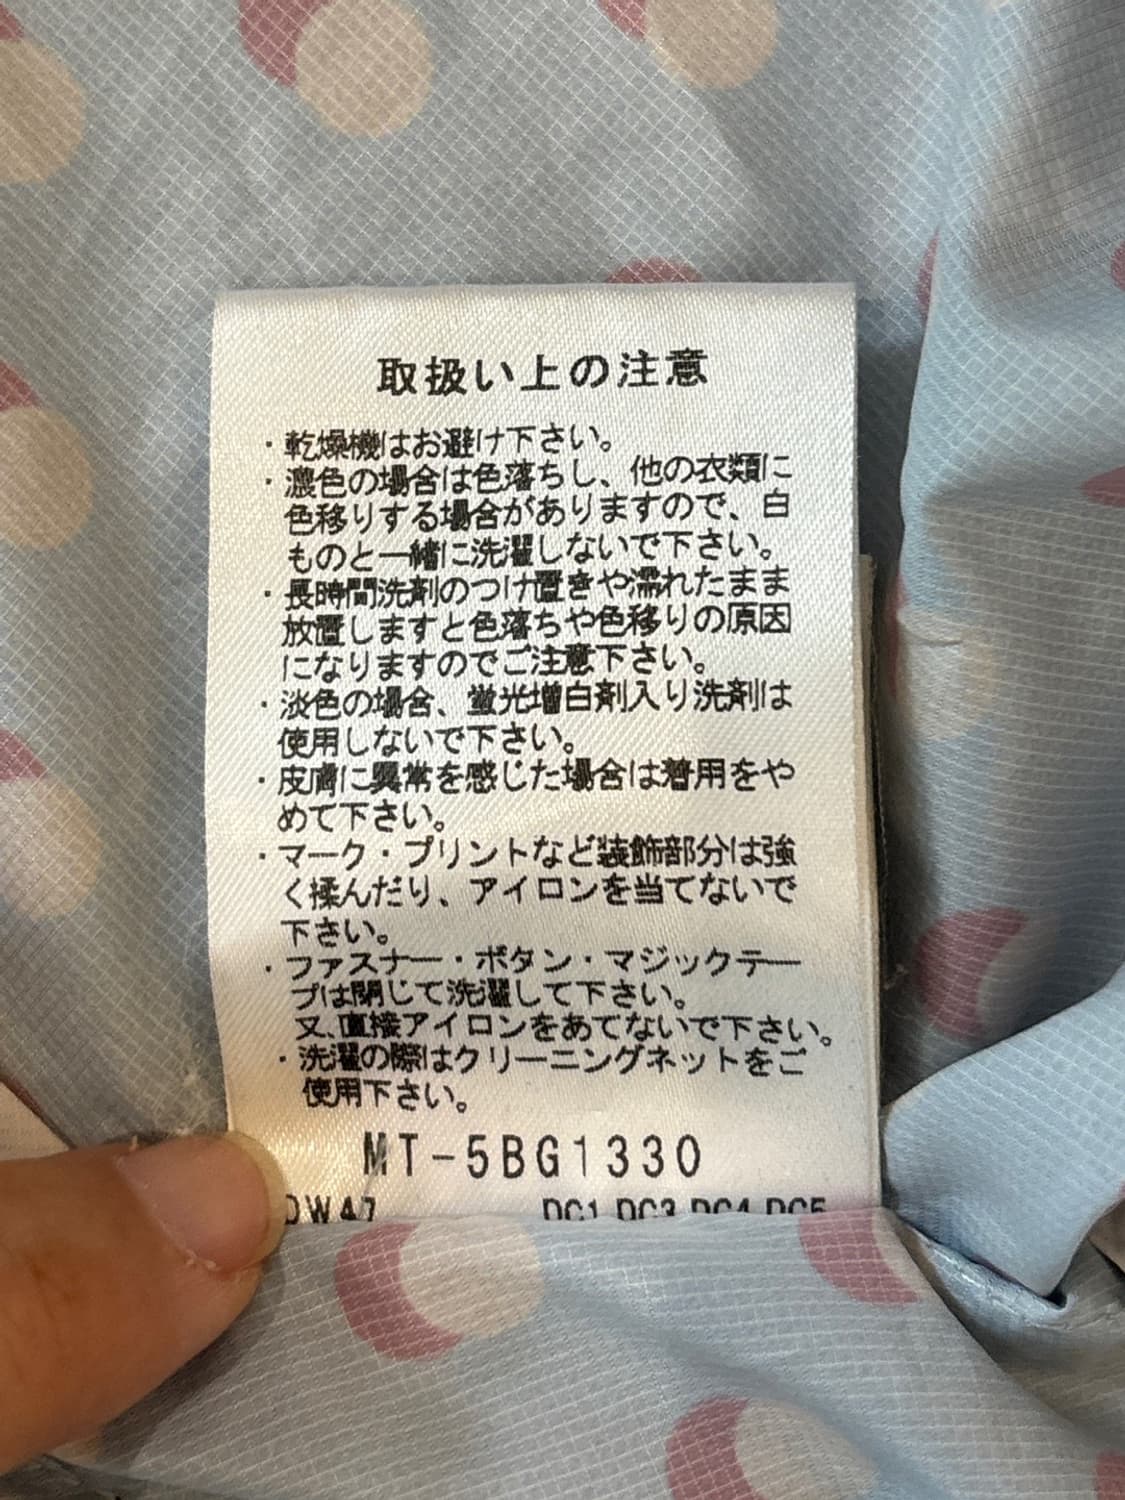 取扱い上の注意
・乾燥機はお避け下さい。
・濃色の場合は色落ちし、他の衣類に
色移りする場合がありますので、白
ものと一緒に洗濯しないで下さい。
・長時間洗剤のつけ置きや濡れたまま
放置しますと色落ちや色移りの原因
になりますのでご注意下さい。
・淡色の場合、蛍光増白剤入り洗剤は
使用しないで下さい。
・皮膚に異常を感じた場合は着用をや
めて下さい。
・マーク・プリントなど装飾部分は強
く揉んだり、アイロンを当てないで
下さい。
・ファスナー・ボタン・マジックテー
プは閉じて洗濯して下さい。
又、直接アイロンをあてないで下さい。
・洗濯の際はクリーニングネットをご
使用下さい。
MT-5BG1330
DC1 DC3 DC4 DC5